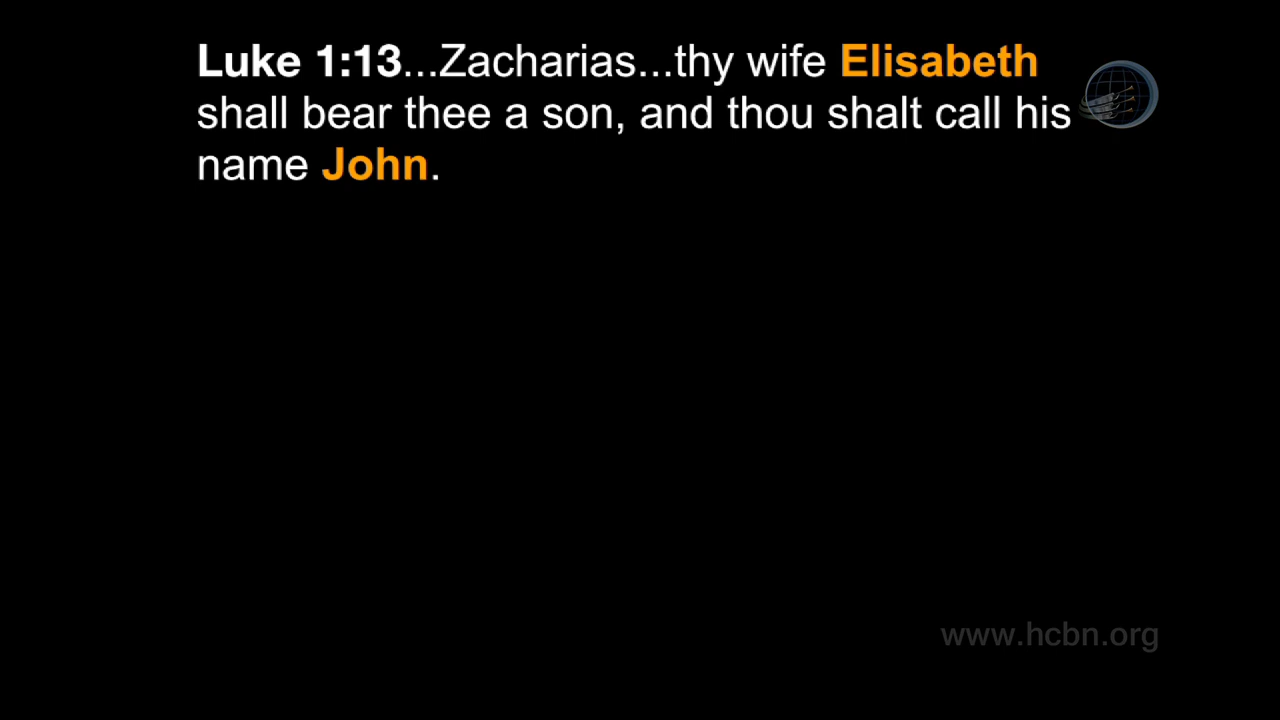 Luke 1:13...Zacharias...thy wife Elisabeth
shall bear thee a son, and thou shalt call his
name John.
www.hcbn.org